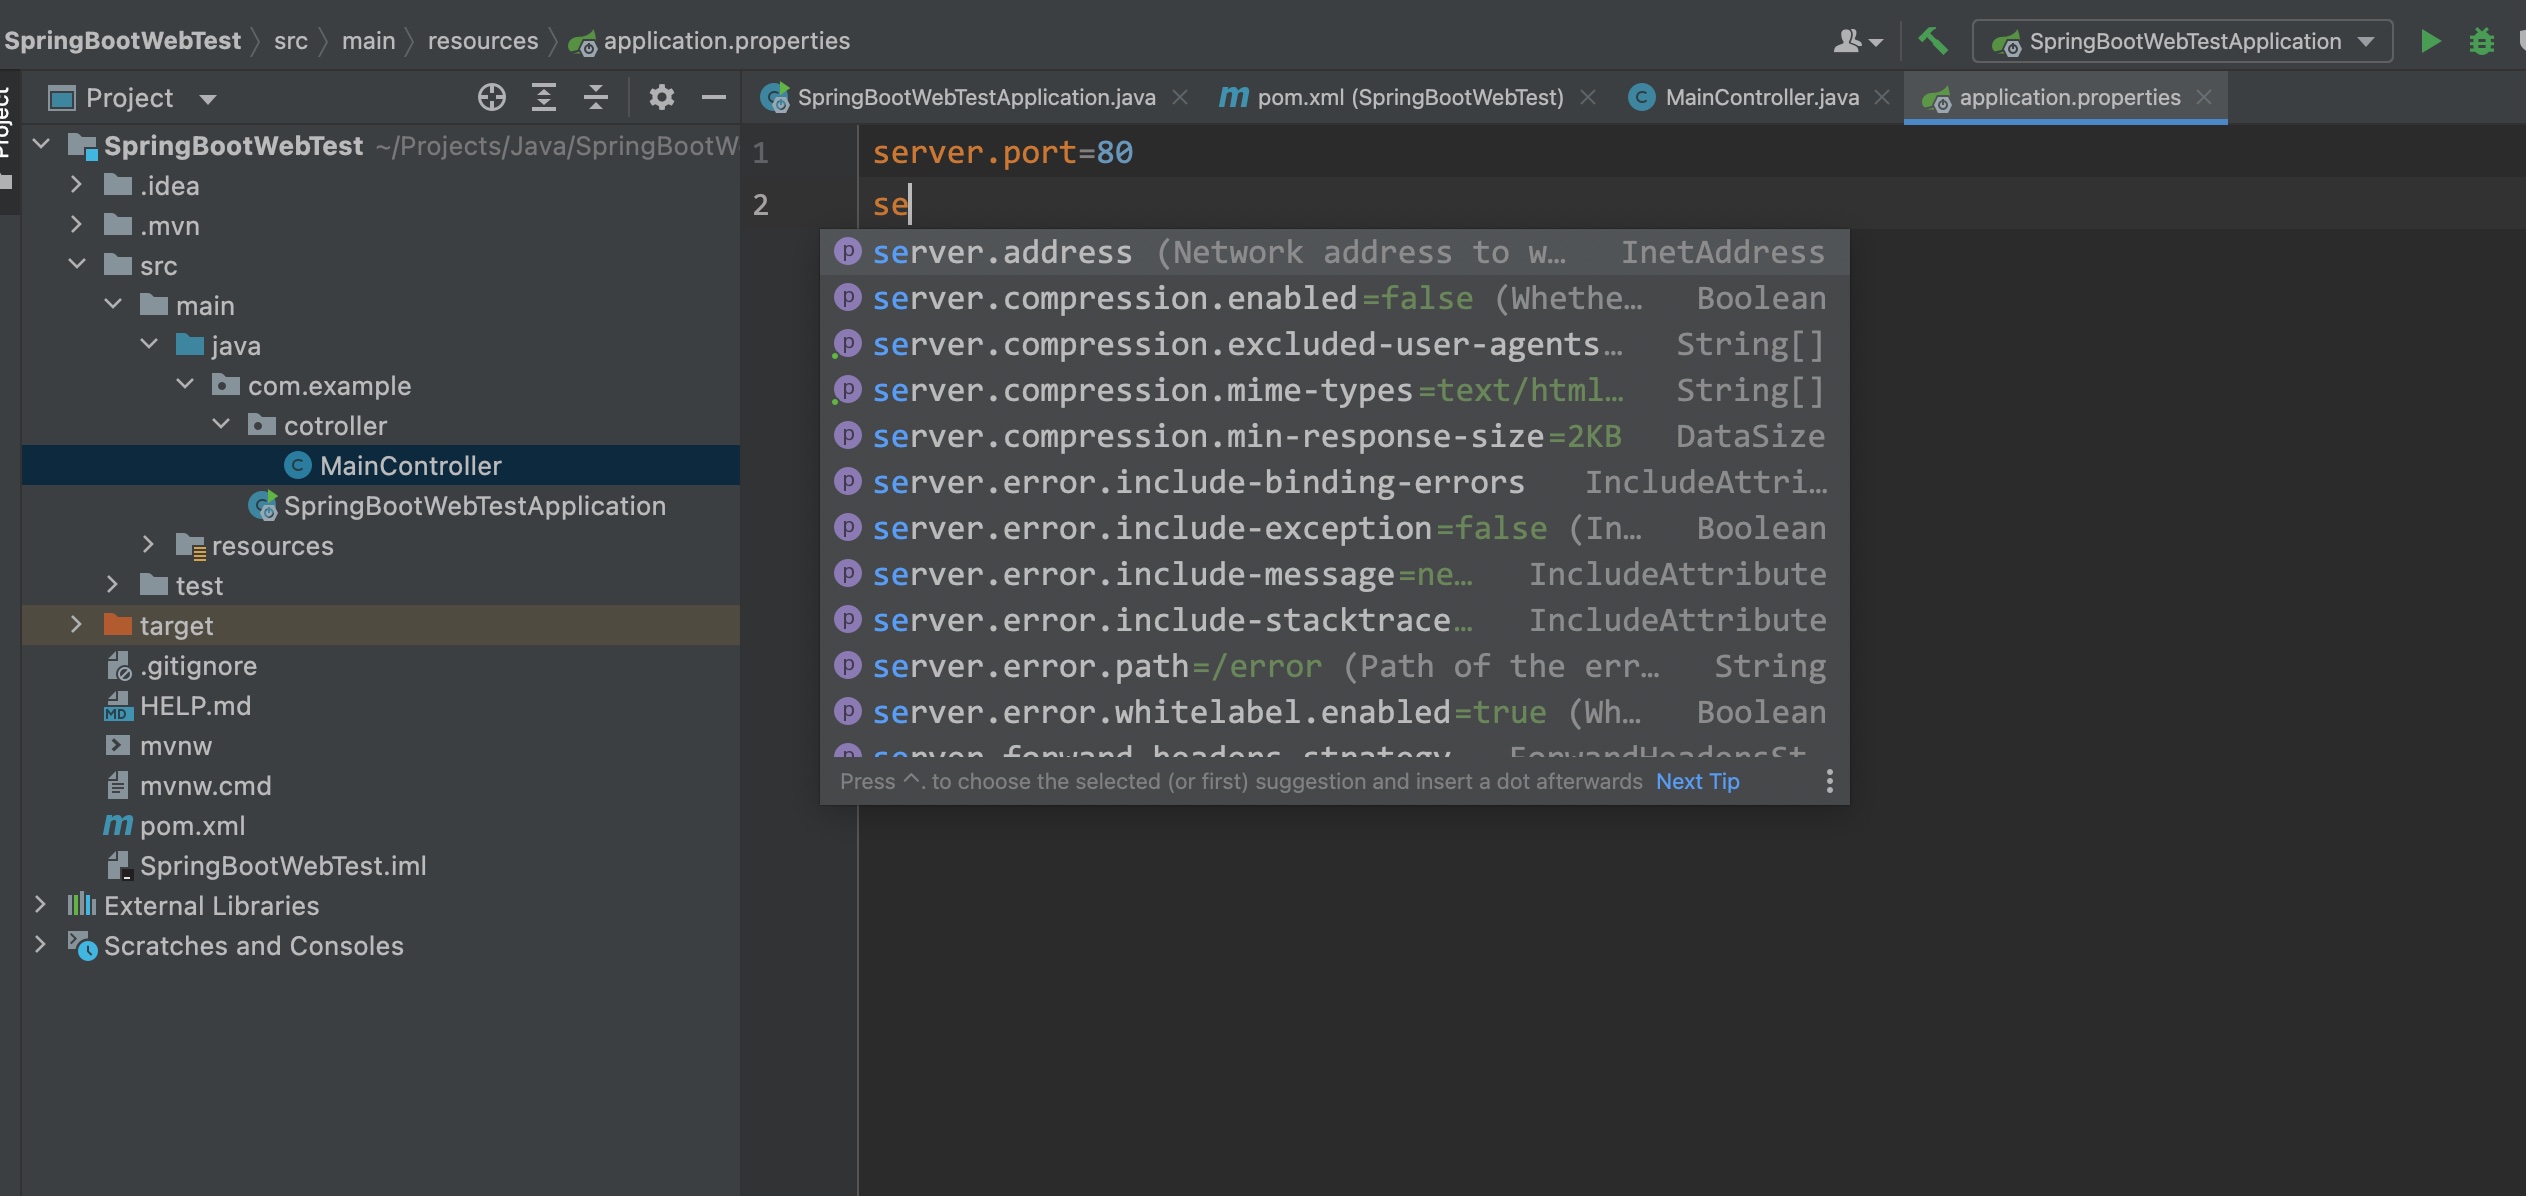 SpringBootWebTest src main resources application.properties
SpringBootWebTestApplication
Project
Project
SpringBootWebTestApplication.java
pom.xml (SpringBootWebTest)
MainController.java
application.properties
SpringBootWebTest ~/Projects/Java/SpringBootW
.idea
.mvn
src
main
java
com.example
cotroller
MainController
SpringBootWebTestApplication
resources
test
target
.gitignore
HELP.md
mvnw
mvnw.cmd
pom.xml
SpringBootWebTest.iml
External Libraries
Scratches and Consoles
1 server.port=80
2 se
server.address (Network address to w… InetAddress
server.compression.enabled=false (Whethe… Boolean
server.compression.excluded-user-agents… String[]
server.compression.mime-types=text/html… String[]
server.compression.min-response-size=2KB DataSize
server.error.include-binding-errors IncludeAttri…
server.error.include-exception=false (In… Boolean
server.error.include-message=ne… IncludeAttribute
server.error.include-stacktrace… IncludeAttribute
server.error.path=/error (Path of the err… String
server.error.whitelabel.enabled=true (Wh… Boolean
server.forward-headers-strategy ForwardHeadersSt
Press ^. to choose the selected (or first) suggestion and insert a dot afterwards Next Tip